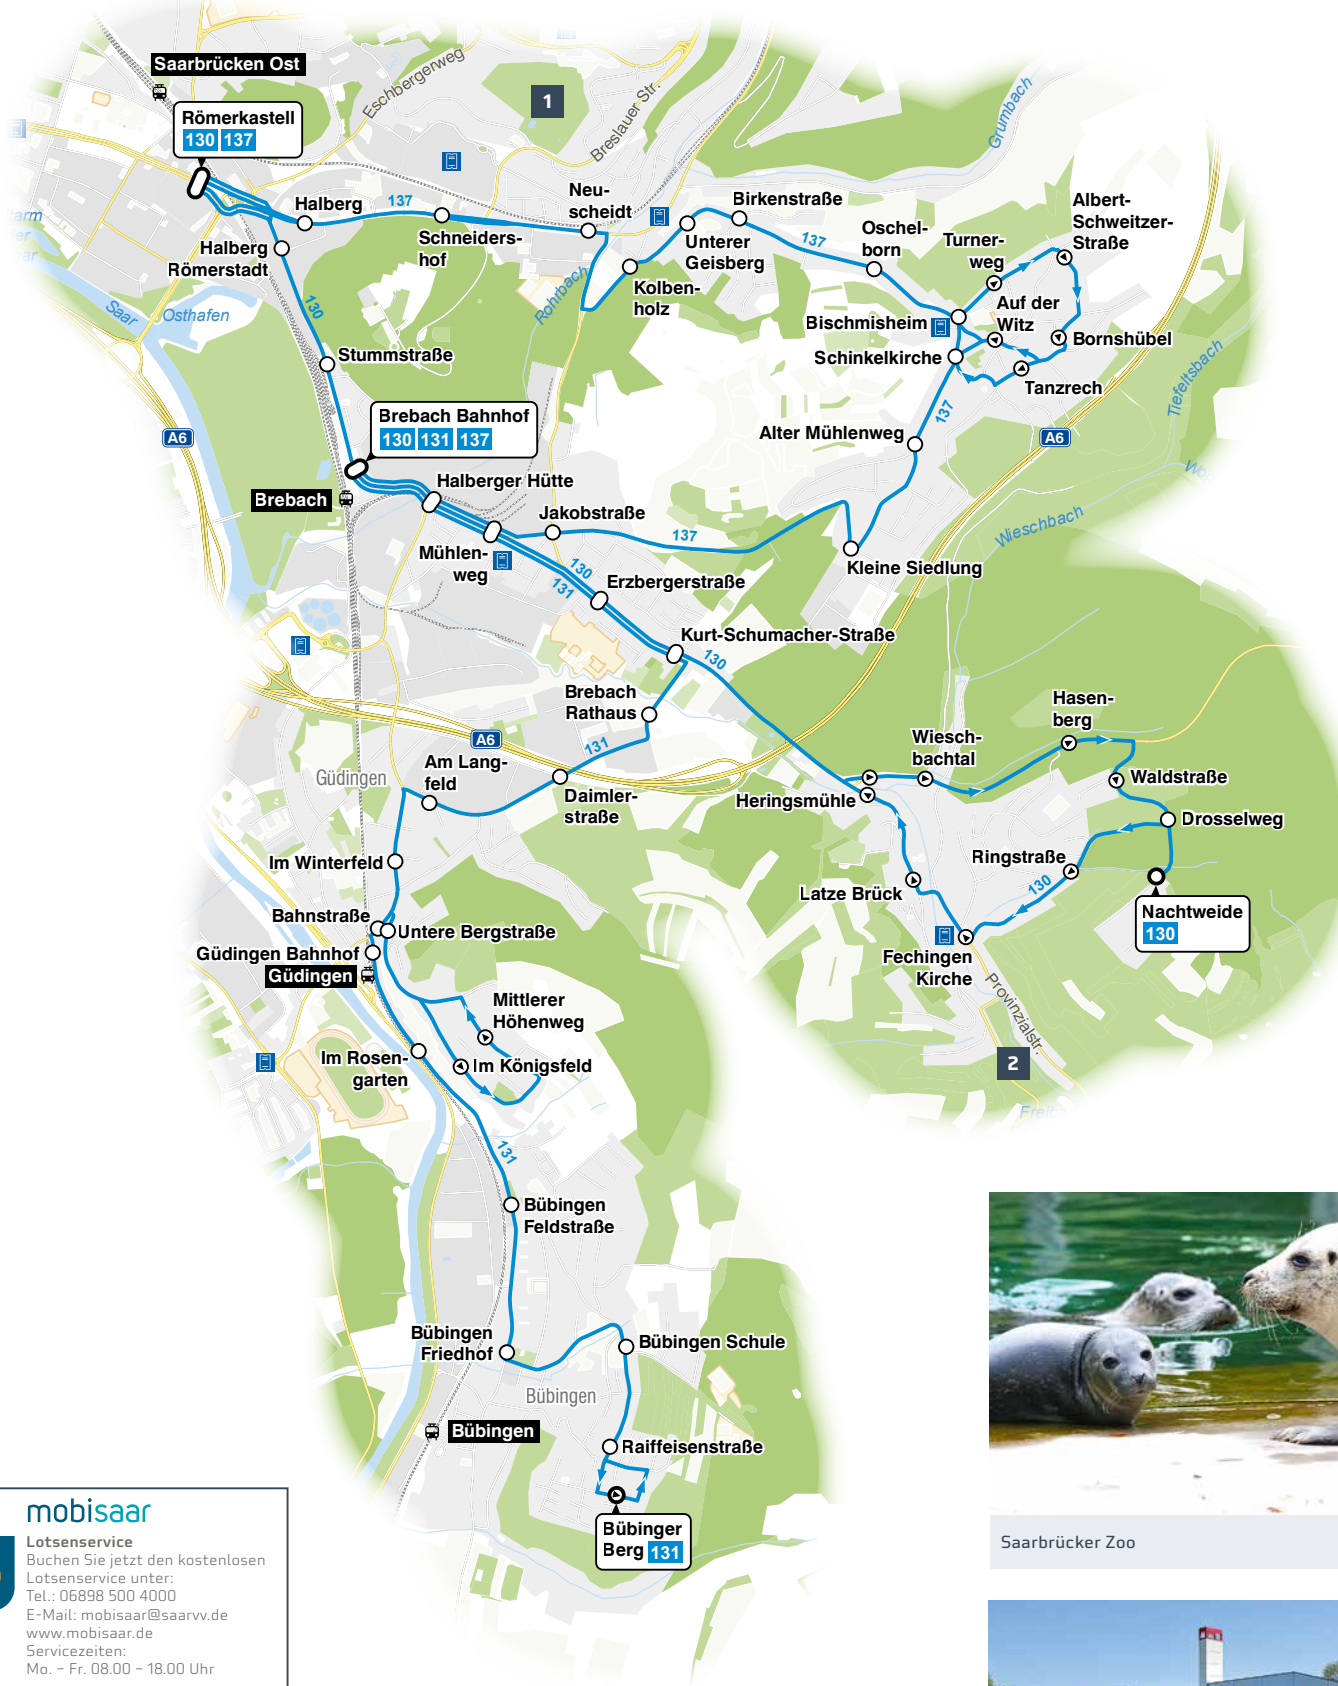 Saarbrücken Ost
Eschbergerweg
1
Breslauer Str.
Grumbach
Römerkastell
130 137
Halberg
137
Schneiders-
hof
Neu-
scheidt
Birkenstraße
Unterer
Geisberg
137
Oschel-
born
Turner-
weg
Albert-
Schweitzer-
Straße
Halberg
Römerstadt
Kolben-
holz
Rohrbach
Auf der
Witz
Saar
Osthafen
130
Bischmisheim
Bornshübel
Stummstraße
Schinkelkirche
Tanzrech
Tiefeltsbach
137
Brebach Bahnhof
130 131 137
A6
Alter Mühlenweg
A6
Brebach
Halberger Hütte
Jakobstraße
137
Wieschbach
Mühlen-
weg
130
131
Erzbergerstraße
Kleine Siedlung
Kurt-Schumacher-Straße
130
Brebach
Rathaus
Hasen-
berg
A6
131
Wiesch-
bachtal
Güdingen
Am Lang-
feld
Daimler-
straße
Heringsmühle
Waldstraße
Drosselweg
Im Winterfeld
Ringstraße
130
Latze Brück
Nachtweide
130
Bahnstraße
Untere Bergstraße
Güdingen Bahnhof
Güdingen
Fechingen
Kirche
Provinzialstr.
Mittlerer
Höhenweg
Im Rosen-
garten
Im Königsfeld
2
131
Bübingen
Feldstraße
Bübingen
Friedhof
Bübingen Schule
Bübingen
Bübingen
Raiffeisenstraße
Bübinger
Berg 131
Saarbrücker Zoo
mobisaar
Lotsenservice
Buchen Sie jetzt den kostenlosen
Lotsenservice unter:
Tel.: 06898 500 4000
E-Mail: mobisaar@saarvv.de
www.mobisaar.de
Servicezeiten:
Mo. – Fr. 08.00 – 18.00 Uhr